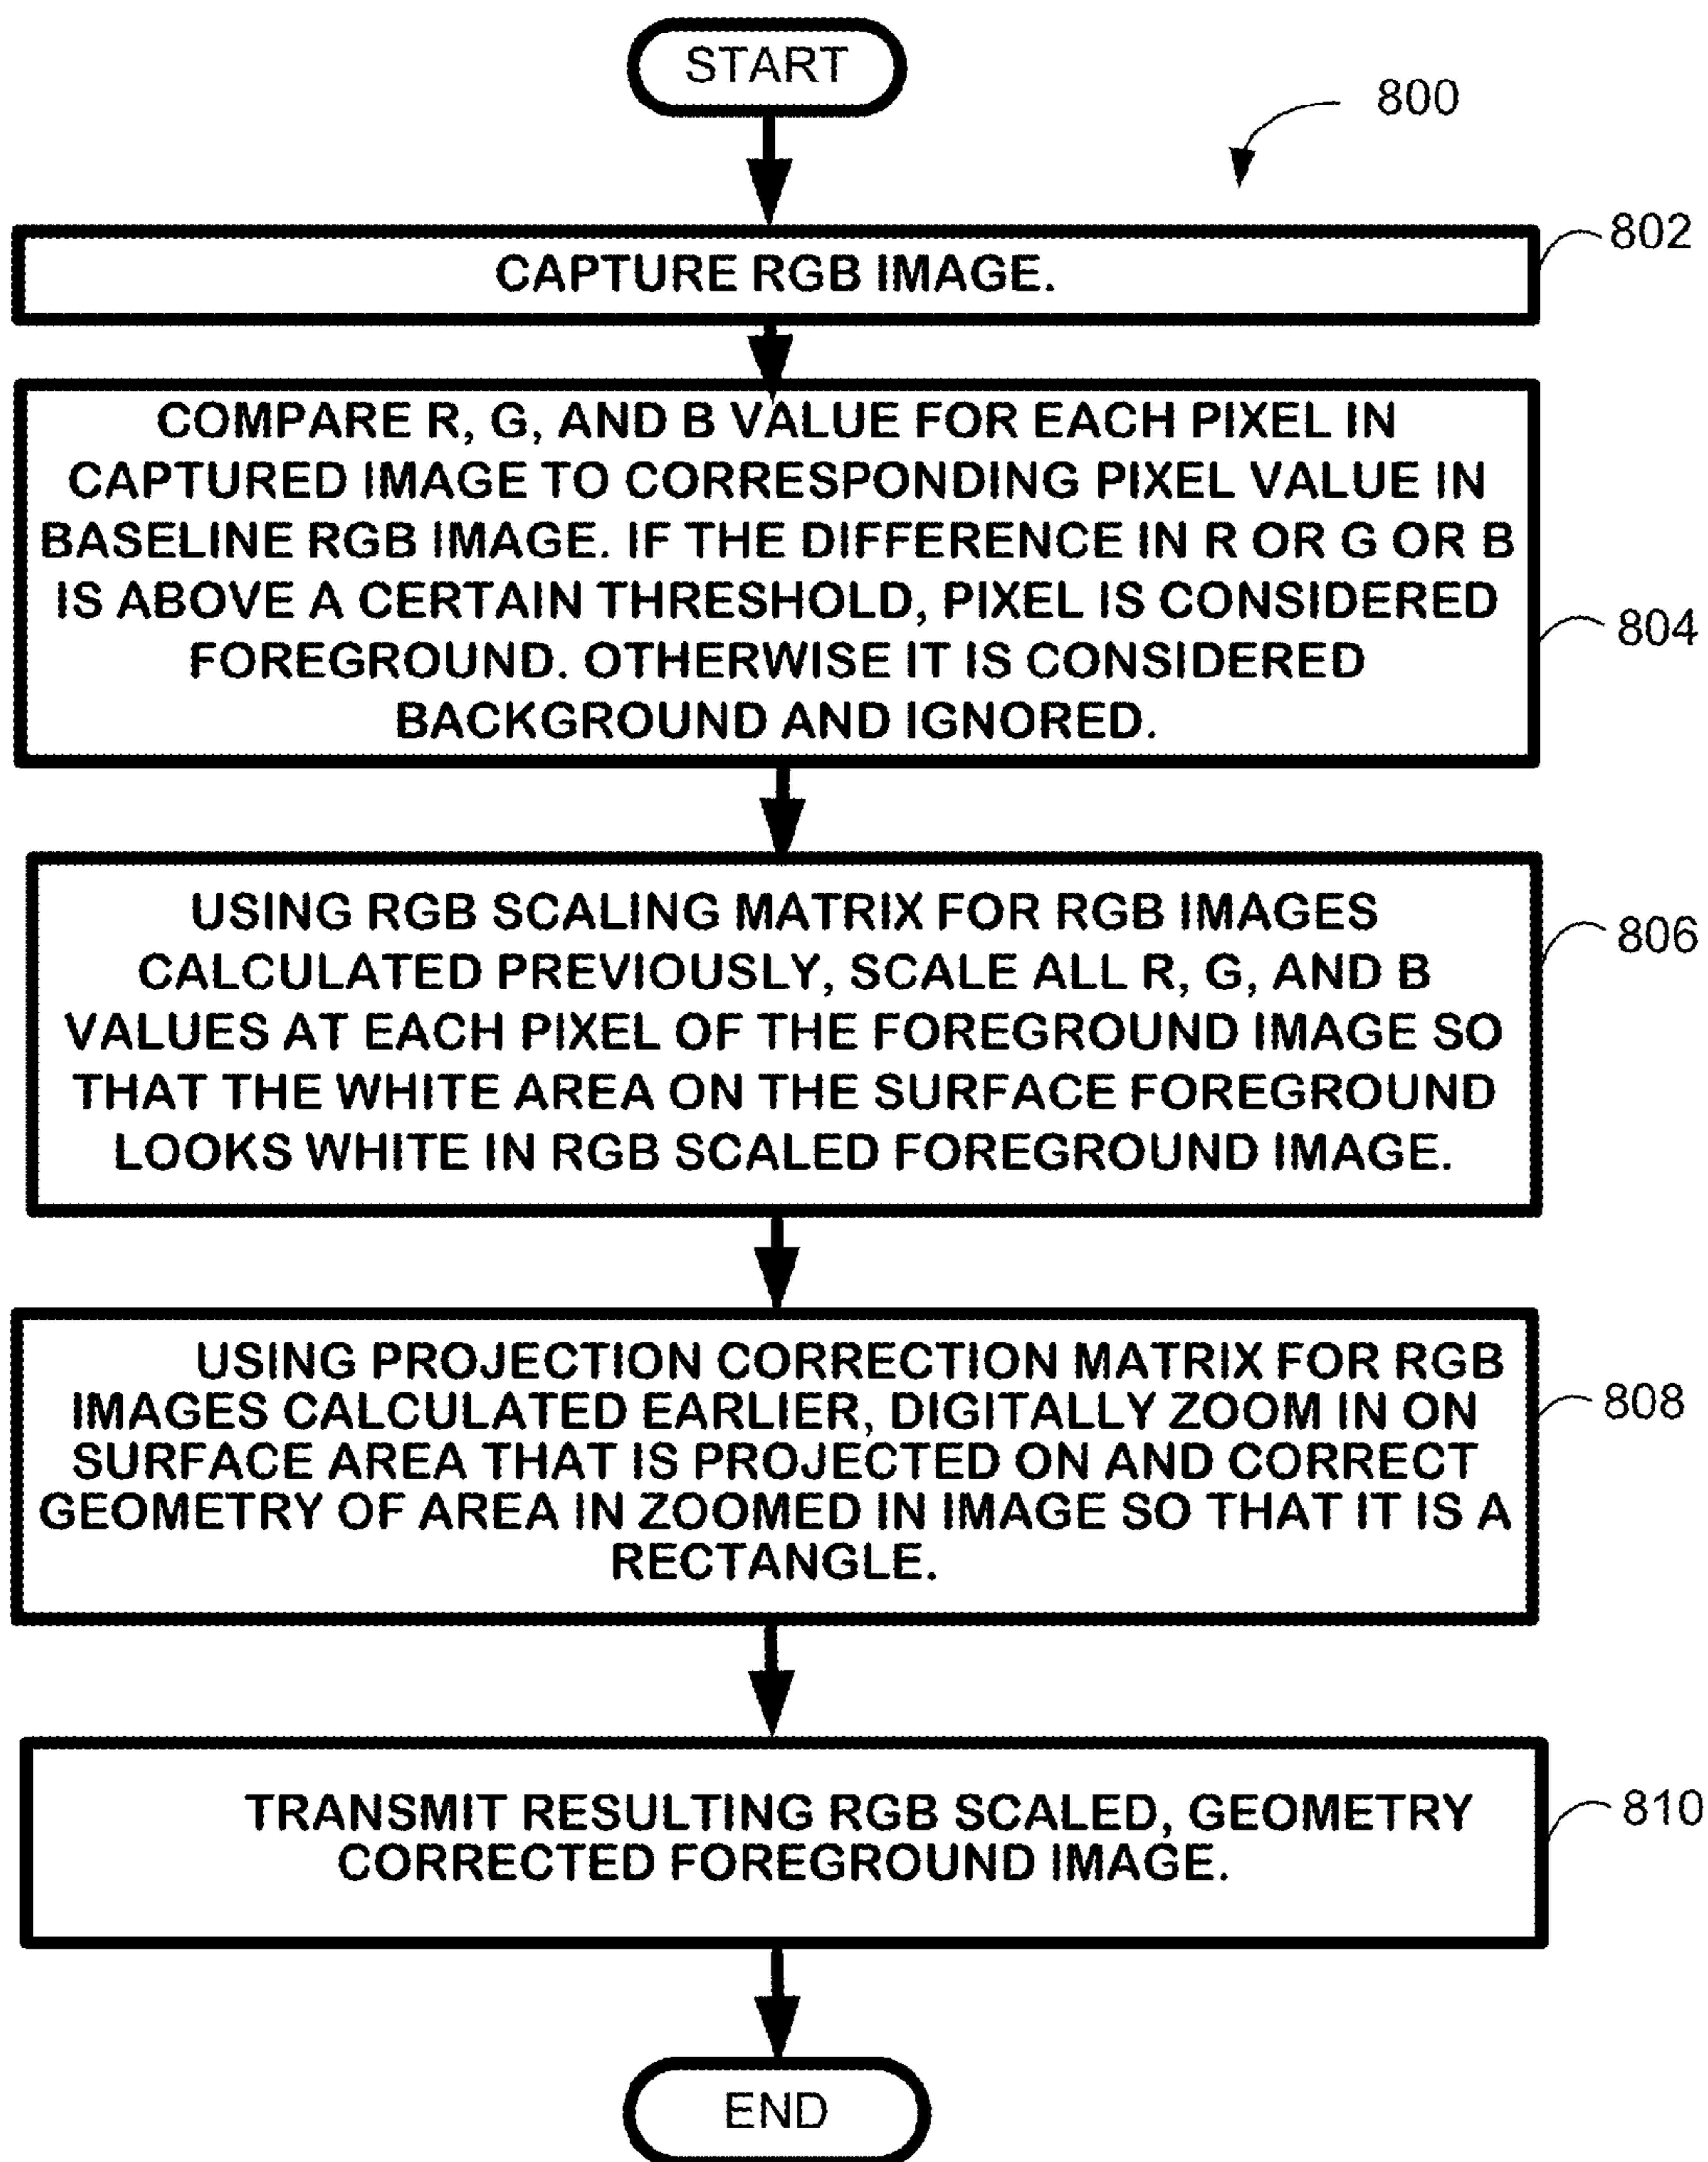 START
800
802
CAPTURE RGB IMAGE.
COMPARE R, G, AND B VALUE FOR EACH PIXEL IN
CAPTURED IMAGE TO CORRESPONDING PIXEL VALUE IN
BASELINE RGB IMAGE. IF THE DIFFERENCE IN R OR G OR B
IS ABOVE A CERTAIN THRESHOLD, PIXEL IS CONSIDERED
FOREGROUND. OTHERWISE IT IS CONSIDERED
BACKGROUND AND IGNORED.
804
USING RGB SCALING MATRIX FOR RGB IMAGES
CALCULATED PREVIOUSLY, SCALE ALL R, G, AND B
VALUES AT EACH PIXEL OF THE FOREGROUND IMAGE SO
THAT THE WHITE AREA ON THE SURFACE FOREGROUND
LOOKS WHITE IN RGB SCALED FOREGROUND IMAGE.
806
USING PROJECTION CORRECTION MATRIX FOR RGB
IMAGES CALCULATED EARLIER, DIGITALLY ZOOM IN ON
SURFACE AREA THAT IS PROJECTED ON AND CORRECT
GEOMETRY OF AREA IN ZOOMED IN IMAGE SO THAT IT IS A
RECTANGLE.
808
TRANSMIT RESULTING RGB SCALED, GEOMETRY
CORRECTED FOREGROUND IMAGE.
810
END